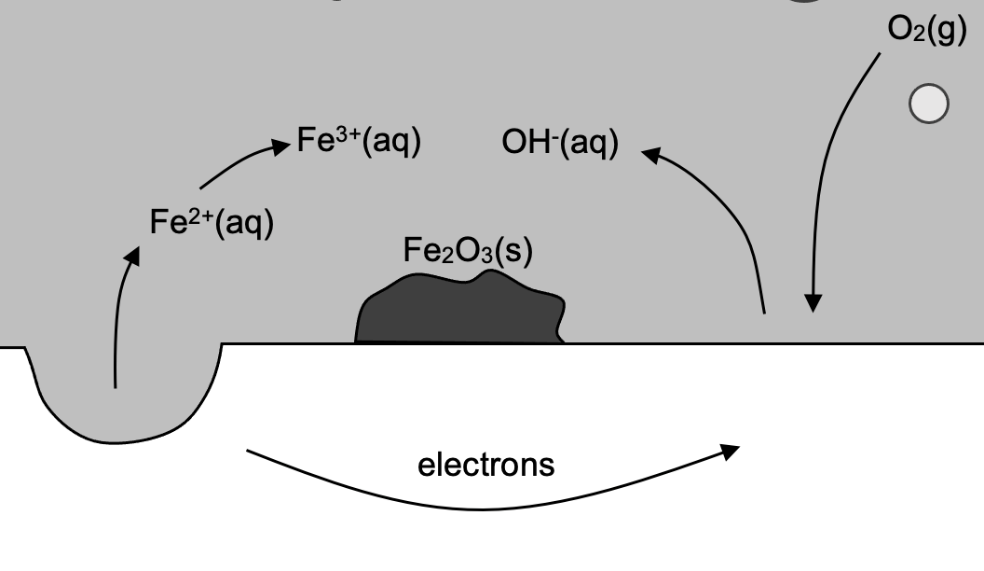 O₂(g)
Fe³⁺(aq)
OH⁻(aq)
Fe²⁺(aq)
Fe₂O₃(s)
electrons